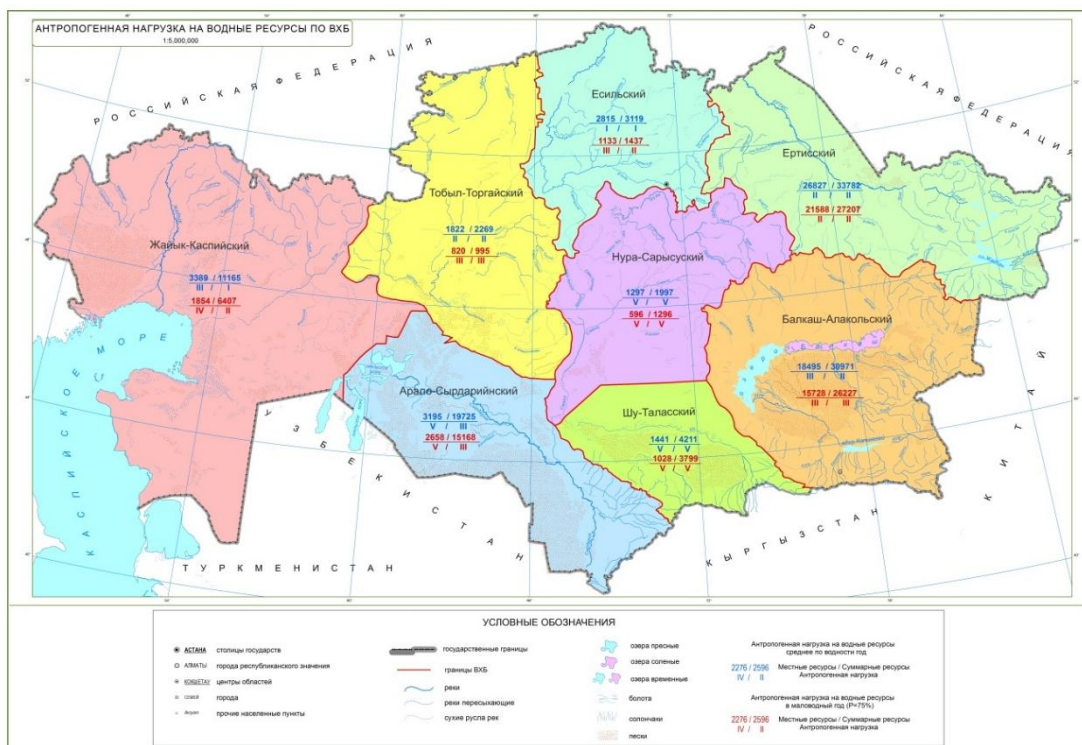 АНТРОПОГЕННАЯ НАГРУЗКА НА ВОДНЫЕ РЕСУРСЫ ПО ВХБ
1:5,000,000
РОССИЙСКАЯ ФЕДЕРАЦИЯ
РОССИЙСКАЯ ФЕДЕРАЦИЯ
Есильский
2815 / 3119
I / I
1133 / 1437
III / II
Ертисский
26827 / 33782
II / II
21588 / 27207
II / II
Тобыл-Торгайский
1822 / 2269
II / II
820 / 995
III / III
Жайык-Каспийский
3389 / 11165
III / I
1854 / 6407
IV / II
Нура-Сарысуский
1297 / 1997
V / V
596 / 1296
V / V
Балкаш-Алакольский
18495 / 30971
III / II
15728 / 26227
III / III
Арало-Сырдарийнский
3195 / 19725
V / III
2658 / 15168
V / III
Шу-Таласский
1441 / 4211
V / V
1028 / 3799
V / V
КАСПИЙСКОЕ МОРЕ
УЗБЕКИСТАН
ТУРКМЕНИСТАН
КЫРГЫЗСТАН
КИТАЙ
УСЛОВНЫЕ ОБОЗНАЧЕНИЯ
АСТАНА столицы государств
АЛМАТЫ города республиканского значения
КОКШЕТАУ центры областей
СЕМЕЙ города
прочие населенные пункты
государственные границы
границы ВХБ
реки
реки пересыхающие
сухие русла рек
озера пресные
озера соленые
озера временные
болота
солончаки
пески
Антропогенная нагрузка на водные ресурсы
среднее по водности год
2276 / 2596 Местные ресурсы / Суммарные ресурсы
IV / II Антропогенная нагрузка
Антропогенная нагрузка на водные ресурсы
в маловодный год (P=75%)
2276 / 2596 Местные ресурсы / Суммарные ресурсы
IV / II Антропогенная нагрузка